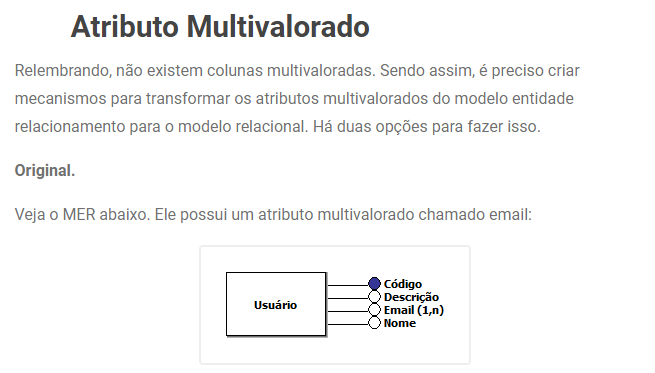 Atributo Multivalorado
Relembrando, não existem colunas multivaloradas. Sendo assim, é preciso criar
mecanismos para transformar os atributos multivalorados do modelo entidade
relacionamento para o modelo relacional. Há duas opções para fazer isso.
Original.
Veja o MER abaixo. Ele possui um atributo multivalorado chamado email:
Usuário
Código
Descrição
Email (1,n)
Nome